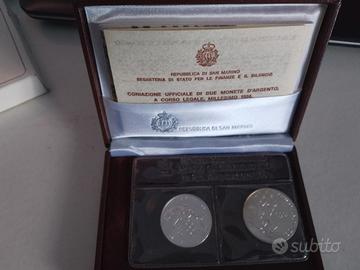 REPUBBLICA DI SAN MARINO
SEGRETERIA DI STATO PER LE FINANZE E IL BILANCIO
CONIAZIONE UFFICIALE DI DUE MONETE D'ARGENTO,
A CORSO LEGALE, MILLESIMO
REPUBBLICA DI SAN MARINO
subito